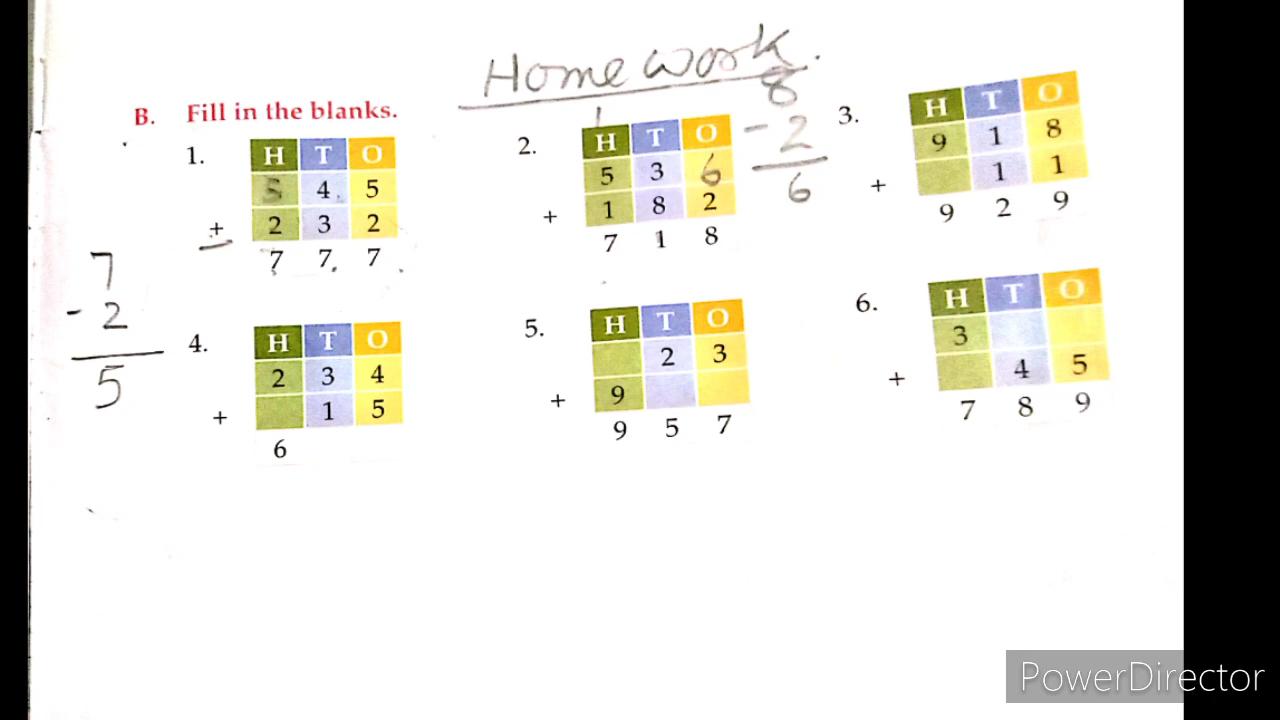 Home work.
B. Fill in the blanks.
1.
H T O
5 4 5
+ 2 3 2
7 7 7
7
- 2
5
2.
1
H T O
5 3 6
+ 1 8 2
7 1 8
8
- 2
6
3.
H T O
9 1 8
+ 1 1
9 2 9
4.
H T O
2 3 4
+ 1 5
6
5.
H T O
2 3
+ 9
9 5 7
6.
H T O
3
+ 4 5
7 8 9
PowerDirector